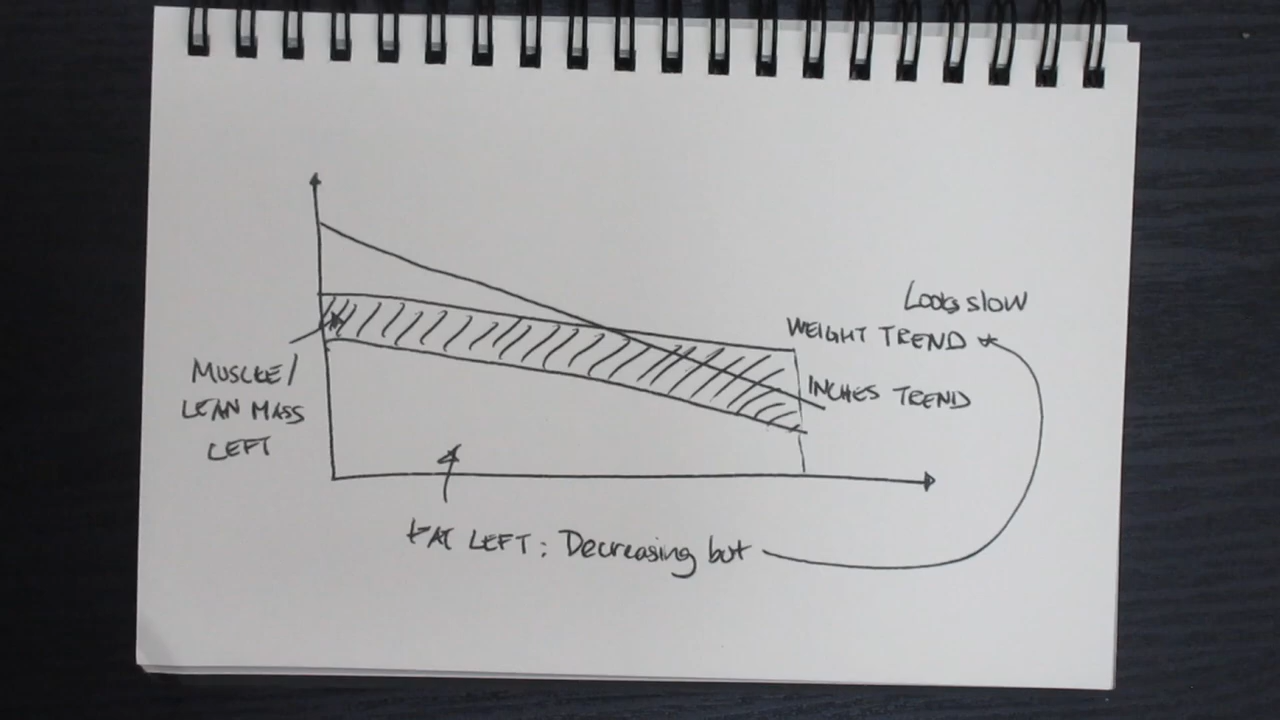 Looks slow
WEIGHT TREND
INCHES TREND
MUSCLE/
LEAN MASS
LEFT
FAT LEFT: Decreasing but